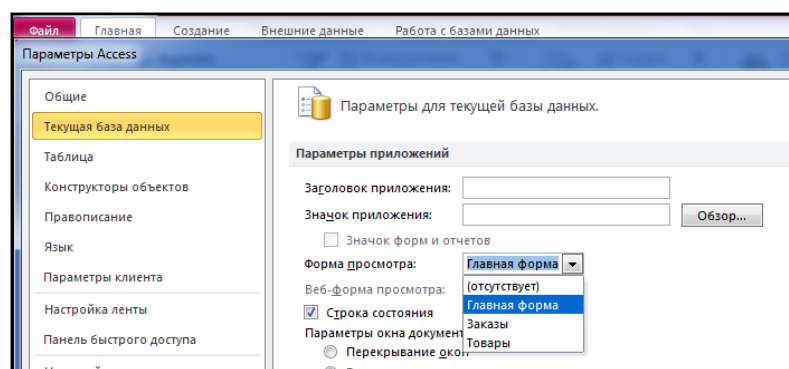 Файл Главная Создание Внешние данные Работа с базами данных
Параметры Access
Общие
Текущая база данных
Таблица
Конструкторы объектов
Правописание
Язык
Параметры клиента
Настройка ленты
Панель быстрого доступа
Параметры для текущей базы данных.
Параметры приложений
Заголовок приложения:
Значок приложения: Обзор...
Значок форм и отчетов
Форма просмотра: Главная форма
Веб-форма просмотра:
(отсутствует)
Главная форма
Заказы
Товары
Строка состояния
Параметры окна документ
Перекрывание окон